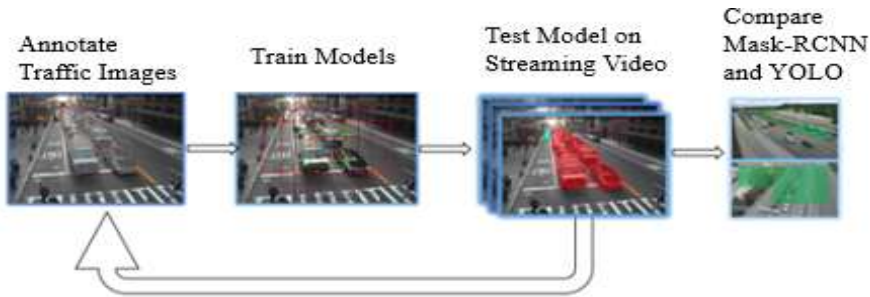 Annotate
Traffic Images
Train Models
Test Model on
Streaming Video
Compare
Mask-RCNN
and YOLO